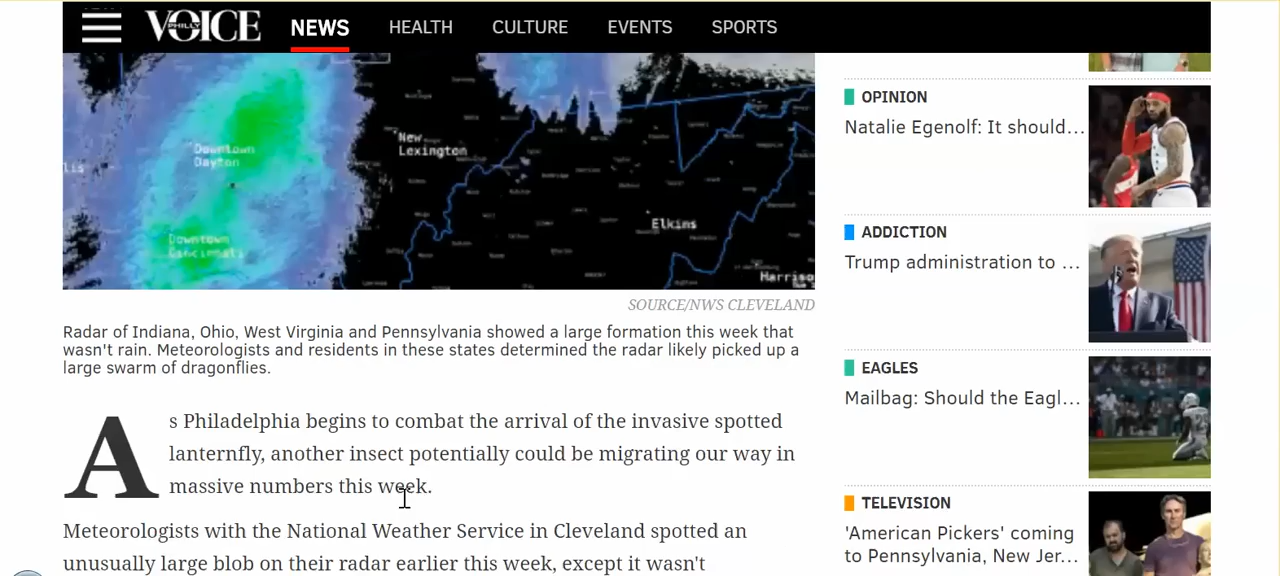 PHILLY VOICE NEWS HEALTH CULTURE EVENTS SPORTS
New
Lexington
Downtown
Dayton
lis
Elkins
Downtown
Cincinnati
Harriso
SOURCE/NWS CLEVELAND
Radar of Indiana, Ohio, West Virginia and Pennsylvania showed a large formation this week that
wasn't rain. Meteorologists and residents in these states determined the radar likely picked up a
large swarm of dragonflies.
As Philadelphia begins to combat the arrival of the invasive spotted
lanternfly, another insect potentially could be migrating our way in
massive numbers this week.
Meteorologists with the National Weather Service in Cleveland spotted an
unusually large blob on their radar earlier this week, except it wasn't
OPINION
Natalie Egenolf: It should...
ADDICTION
Trump administration to ...
EAGLES
Mailbag: Should the Eagl...
TELEVISION
'American Pickers' coming
to Pennsylvania, New Jer...